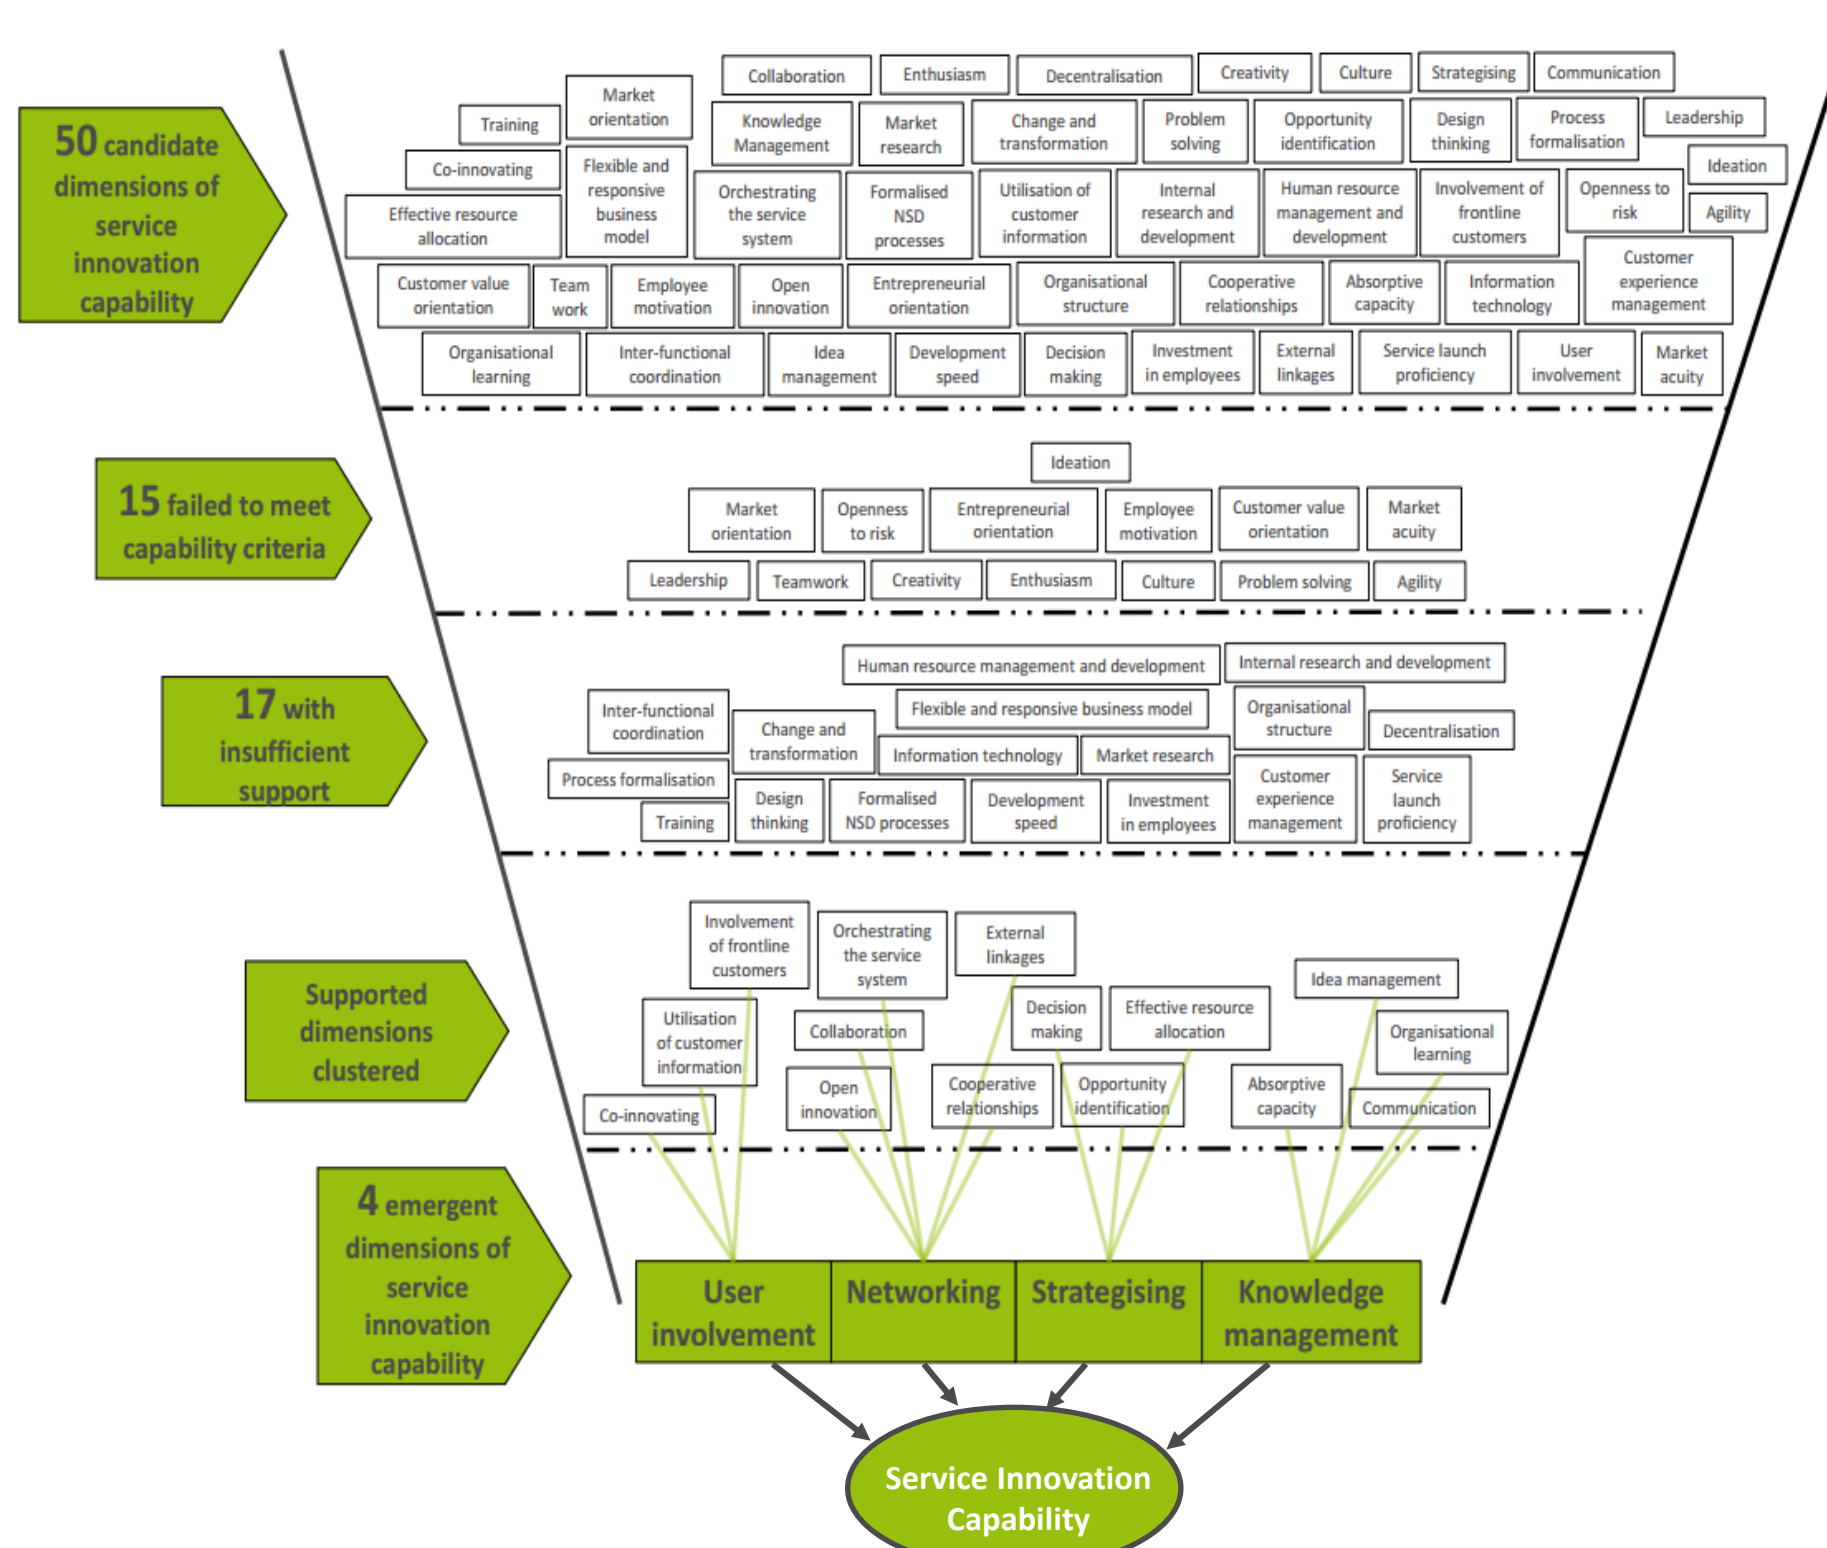 50 candidate
dimensions of
service
innovation
capability
Collaboration
Enthusiasm
Decentralisation
Creativity
Culture
Strategising
Communication
Training
Market
orientation
Knowledge
Management
Market
research
Change and
transformation
Problem
solving
Opportunity
identification
Design
thinking
Process
formalisation
Leadership
Co-innovating
Flexible and
responsive
business
model
Ideation
Effective resource
allocation
Orchestrating
the service
system
Formalised
NSD
processes
Utilisation of
customer
information
Internal
research and
development
Human resource
management and
development
Involvement of
frontline
customers
Openness to
risk
Agility
Customer value
orientation
Team
work
Employee
motivation
Open
innovation
Entrepreneurial
orientation
Organisational
structure
Cooperative
relationships
Absorptive
capacity
Information
technology
Customer
experience
management
Organisational
learning
Inter-functional
coordination
Idea
management
Development
speed
Decision
making
Investment
in employees
External
linkages
Service launch
proficiency
User
involvement
Market
acuity
15 failed to meet
capability criteria
Ideation
Market
orientation
Openness
to risk
Entrepreneurial
orientation
Employee
motivation
Customer value
orientation
Market
acuity
Leadership
Teamwork
Creativity
Enthusiasm
Culture
Problem solving
Agility
17 with
insufficient
support
Human resource management and development
Internal research and development
Inter-functional
coordination
Change and
transformation
Flexible and responsive business model
Organisational
structure
Decentralisation
Information technology
Market research
Process formalisation
Customer
experience
management
Service
launch
proficiency
Training
Design
thinking
Formalised
NSD processes
Development
speed
Investment
in employees
Supported
dimensions
clustered
Involvement
of frontline
customers
Orchestrating
the service
system
External
linkages
Idea management
Utilisation
of customer
information
Collaboration
Decision
making
Effective resource
allocation
Organisational
learning
Co-innovating
Open
innovation
Cooperative
relationships
Opportunity
identification
Absorptive
capacity
Communication
4 emergent
dimensions of
service
innovation
capability
User
involvement
Networking
Strategising
Knowledge
management
Service Innovation
Capability